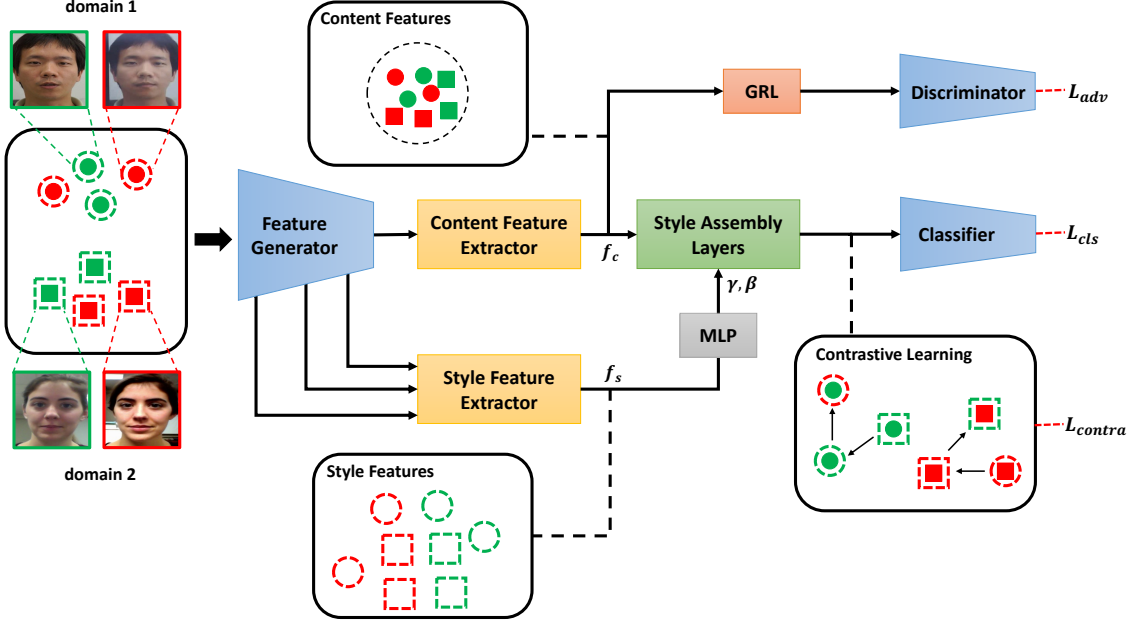 domain 1
Content Features
GRL
Discriminator
L_adv
Feature
Generator
Content Feature
Extractor
f_c
Style Assembly
Layers
Classifier
L_cls
γ, β
MLP
Style Feature
Extractor
f_s
Contrastive Learning
L_contra
domain 2
Style Features